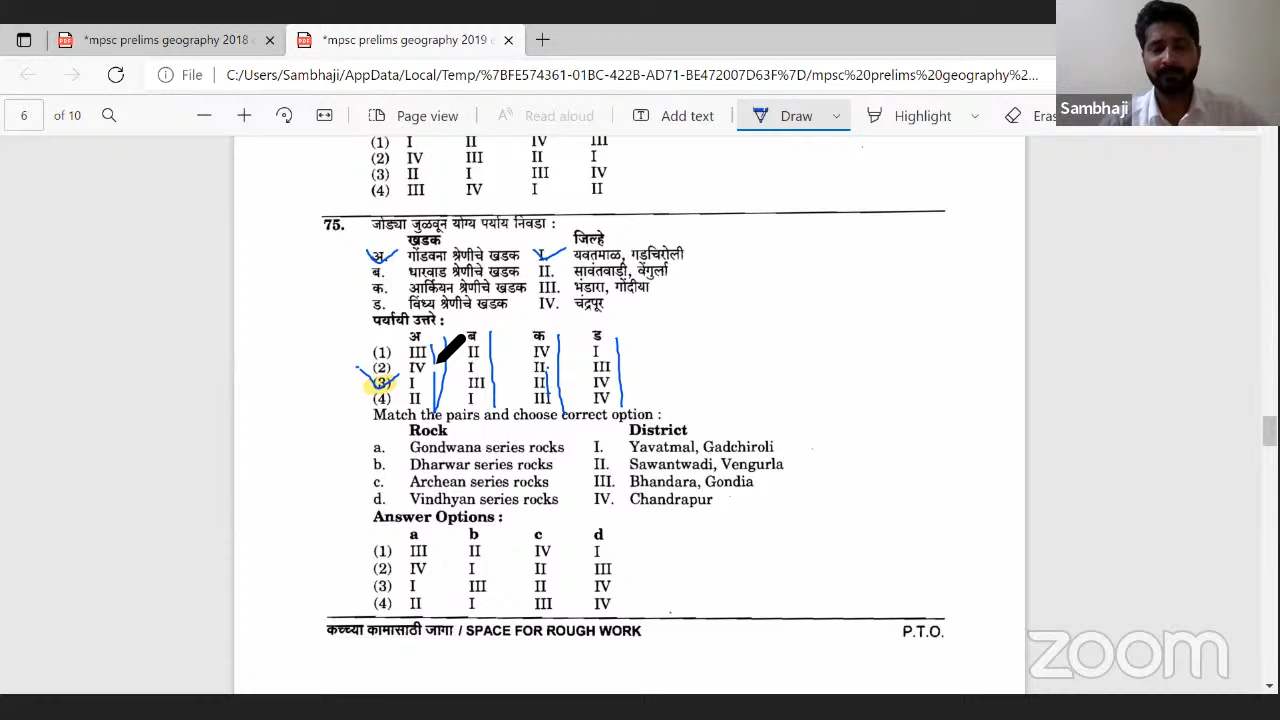 *mpsc prelims geography 2018
*mpsc prelims geography 2019
File C:/Users/Sambhaji/AppData/Local/Temp/%7BFE574361-01BC-422B-AD71-BE472007D63F%7D/mpsc%20prelims%20geography%2...
6 of 10 Page view Read aloud Add text Draw Highlight Eras
Sambhaji
(1) I II IV III
(2) IV III II I
(3) II I III IV
(4) III IV I II
75. जोड्या जुळवून योग्य पर्याय निवडा :
खडक जिल्हे
अ. गोंडवना श्रेणीचे खडक I. यवतमाळ, गडचिरोली
ब. धारवाड श्रेणीचे खडक II. सावंतवाडी, वेंगुर्ला
क. आर्कियन श्रेणीचे खडक III. भंडारा, गोंदीया
ड. विंध्य श्रेणीचे खडक IV. चंद्रपूर
पर्यायी उत्तरे :
अ ब क ड
(1) III II IV I
(2) IV I II III
(3) I III II IV
(4) II I III IV
Match the pairs and choose correct option :
Rock District
a. Gondwana series rocks I. Yavatmal, Gadchiroli
b. Dharwar series rocks II. Sawantwadi, Vengurla
c. Archean series rocks III. Bhandara, Gondia
d. Vindhyan series rocks IV. Chandrapur
Answer Options :
a b c d
(1) III II IV I
(2) IV I II III
(3) I III II IV
(4) II I III IV
कच्च्या कामासाठी जागा / SPACE FOR ROUGH WORK P.T.O.
zoom